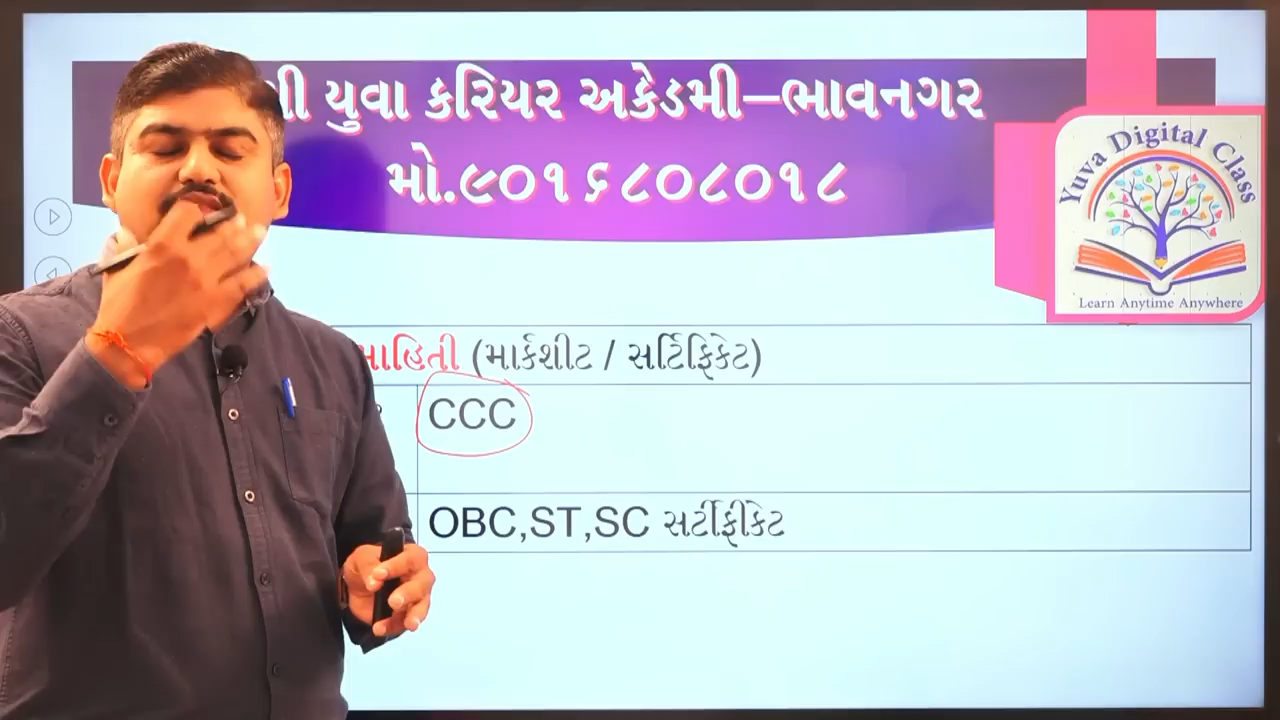 યુવા કરિયર અકેડમી–ભાવનગર
મો.૯૦૧૬૮૦૮૦૧૮
Yuva Digital Class
Learn Anytime Anywhere
માહિતી (માર્કશીટ / સર્ટિફિકેટ)
CCC
OBC,ST,SC સર્ટીફીકેટ